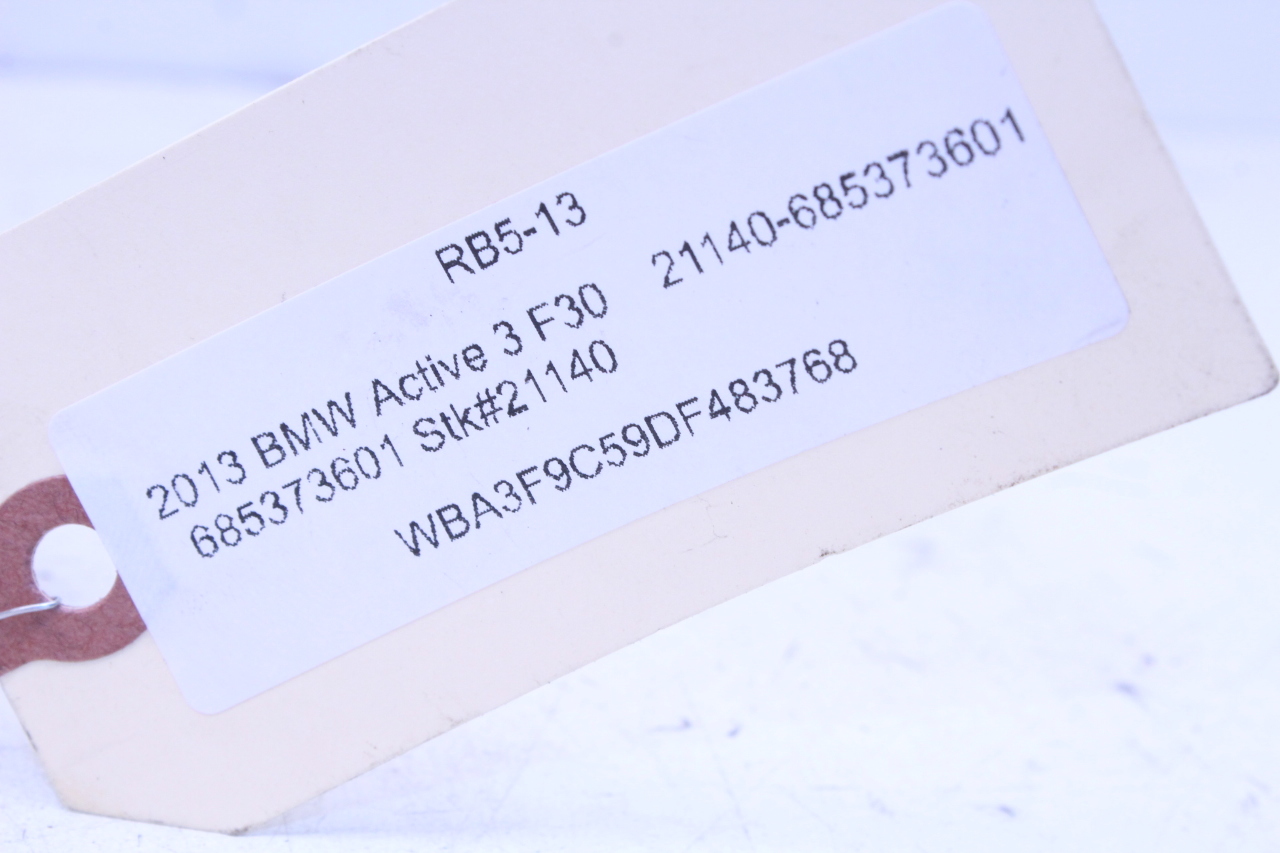 RB5-13
2013 BMW Active 3 F30 21140-685373601
685373601 Stk#21140
WBA3F9C59DF483768